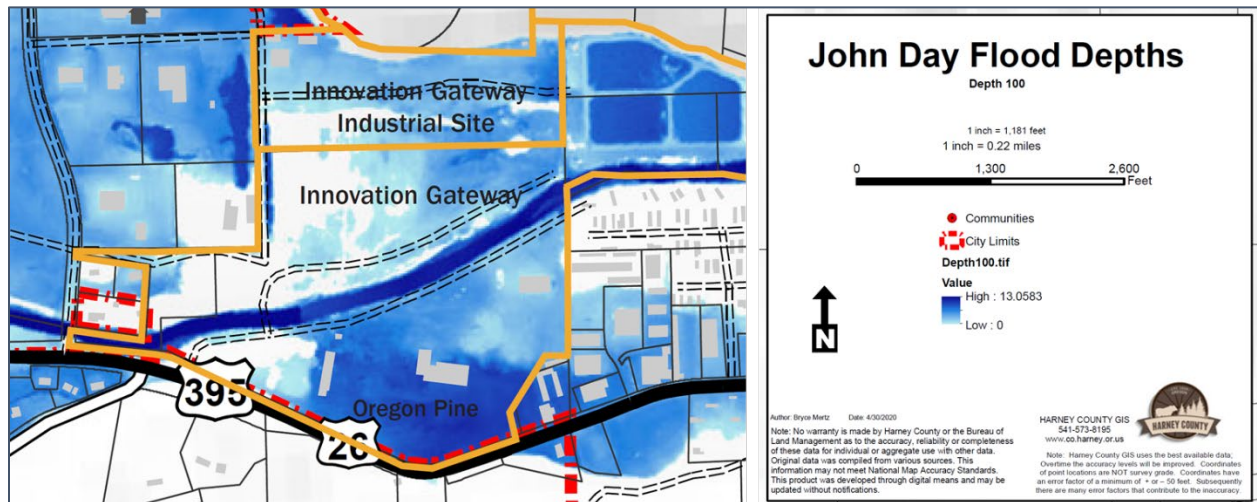 Innovation Gateway
Industrial Site
Innovation Gateway
Oregon Pine
395
26
John Day Flood Depths
Depth 100
1 inch = 1,181 feet
1 inch = 0.22 miles
0 1,300 2,600
Feet
Communities
City Limits
Depth100.tif
Value
High : 13.0583
Low : 0
N
Author: Bryce Mertz Date: 4/30/2020
Note: No warranty is made by Harney County or the Bureau of
Land Management as to the accuracy, reliability or completeness
of these data for individual or aggregate use with other data.
Original data was compiled from various sources. This
information may not meet National Map Accuracy Standards.
This product was developed through digital means and may be
updated without notifications.
HARNEY COUNTY GIS
541-573-8195
www.co.harney.or.us
HARNEY COUNTY
Note: Harney County GIS uses the best available data;
Overtime the accuracy levels will be improved. Coordinates
of point locations are NOT survey grade. Coordinates have
an error factor of a minimum of + or – 50 feet. Subsequently
there are many error factors that contribute to the inaccuracy.